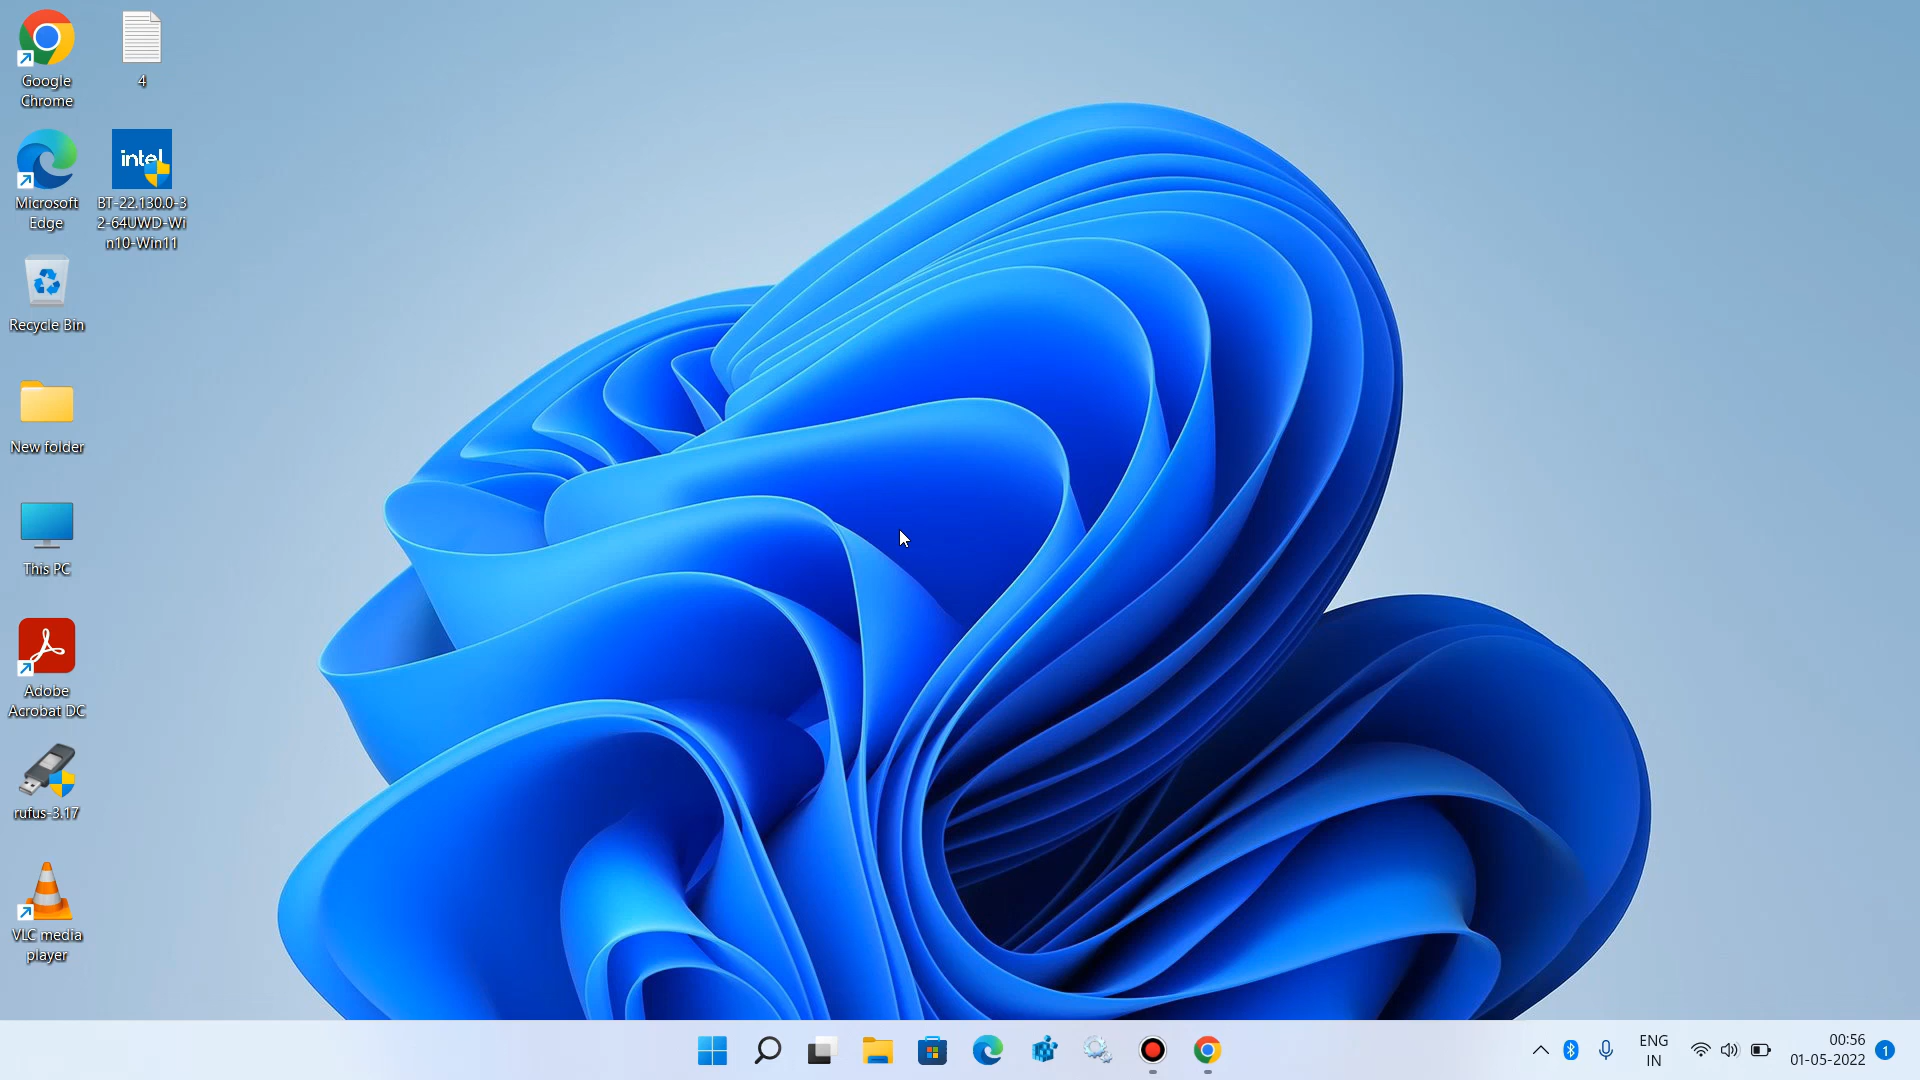 Google
Chrome
4
Microsoft
Edge
intel
BT-22.130.0-3
2-64UWD-Wi
n10-Win11
Recycle Bin
New folder
This PC
Adobe
Acrobat DC
rufus-3.17
VLC media
player
ENG
IN
00:56
01-05-2022
1